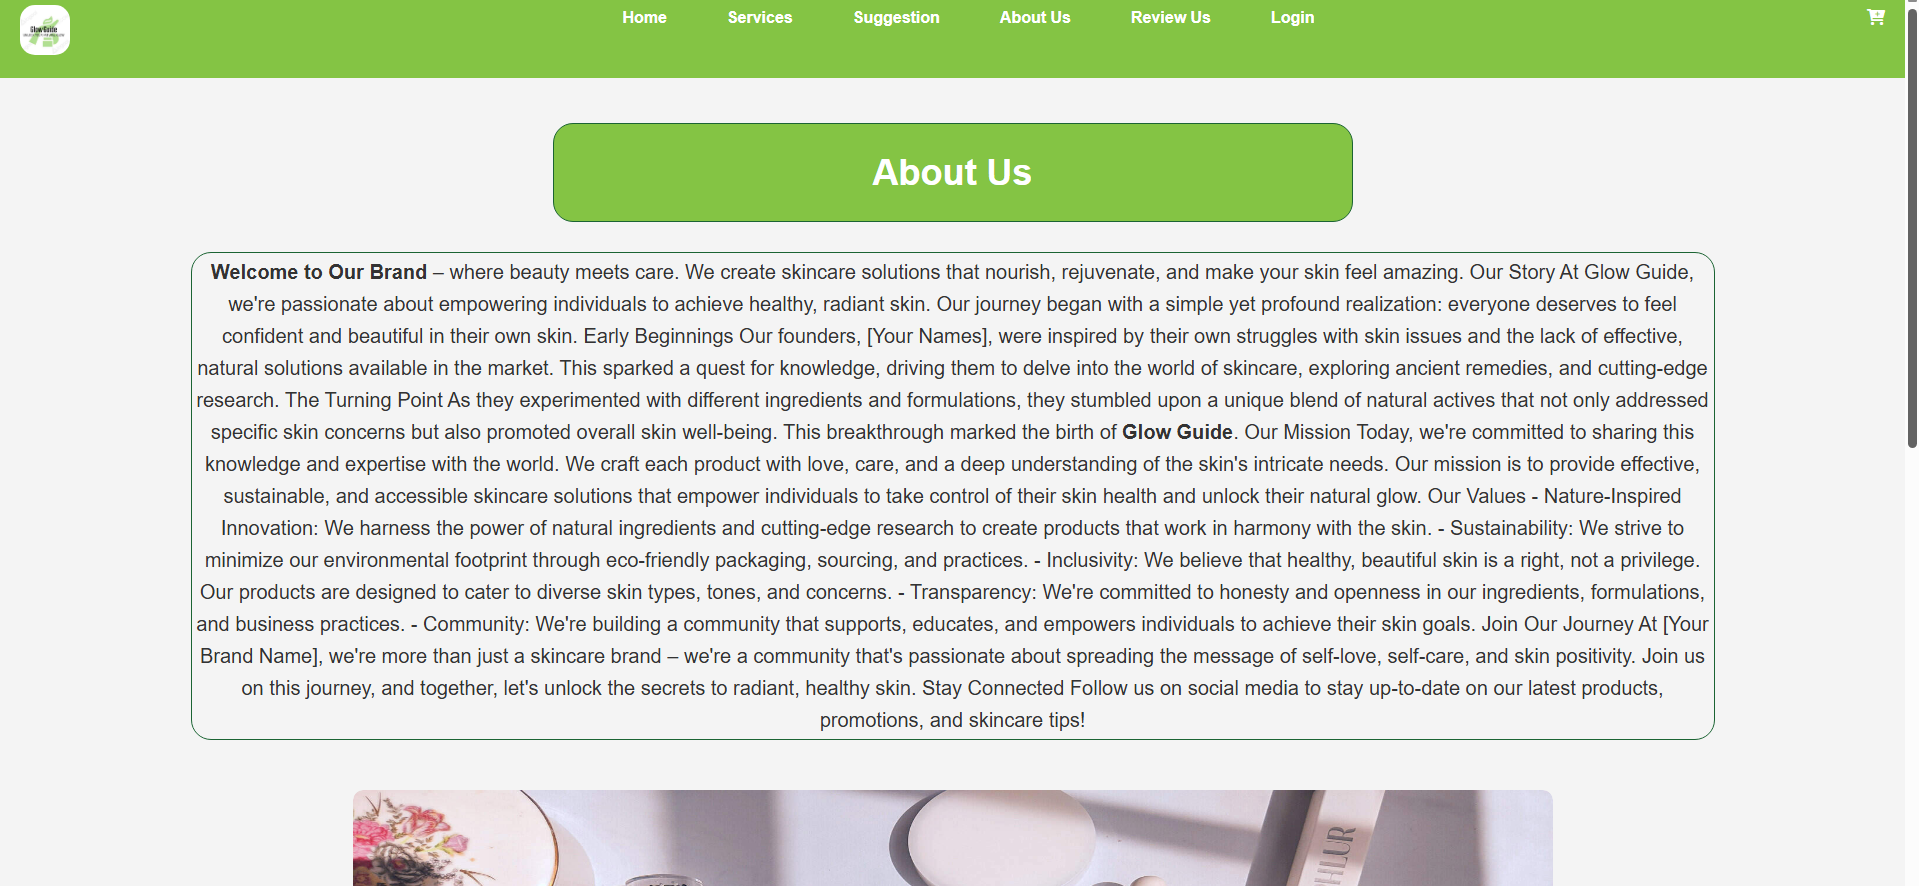 Glow Guide
Home
Services
Suggestion
About Us
Review Us
Login
About Us
Welcome to Our Brand – where beauty meets care. We create skincare solutions that nourish, rejuvenate, and make your skin feel amazing. Our Story At Glow Guide,
we're passionate about empowering individuals to achieve healthy, radiant skin. Our journey began with a simple yet profound realization: everyone deserves to feel
confident and beautiful in their own skin. Early Beginnings Our founders, [Your Names], were inspired by their own struggles with skin issues and the lack of effective,
natural solutions available in the market. This sparked a quest for knowledge, driving them to delve into the world of skincare, exploring ancient remedies, and cutting-edge
research. The Turning Point As they experimented with different ingredients and formulations, they stumbled upon a unique blend of natural actives that not only addressed
specific skin concerns but also promoted overall skin well-being. This breakthrough marked the birth of Glow Guide. Our Mission Today, we're committed to sharing this
knowledge and expertise with the world. We craft each product with love, care, and a deep understanding of the skin's intricate needs. Our mission is to provide effective,
sustainable, and accessible skincare solutions that empower individuals to take control of their skin health and unlock their natural glow. Our Values - Nature-Inspired
Innovation: We harness the power of natural ingredients and cutting-edge research to create products that work in harmony with the skin. - Sustainability: We strive to
minimize our environmental footprint through eco-friendly packaging, sourcing, and practices. - Inclusivity: We believe that healthy, beautiful skin is a right, not a privilege.
Our products are designed to cater to diverse skin types, tones, and concerns. - Transparency: We're committed to honesty and openness in our ingredients, formulations,
and business practices. - Community: We're building a community that supports, educates, and empowers individuals to achieve their skin goals. Join Our Journey At [Your
Brand Name], we're more than just a skincare brand – we're a community that's passionate about spreading the message of self-love, self-care, and skin positivity. Join us
on this journey, and together, let's unlock the secrets to radiant, healthy skin. Stay Connected Follow us on social media to stay up-to-date on our latest products,
promotions, and skincare tips!